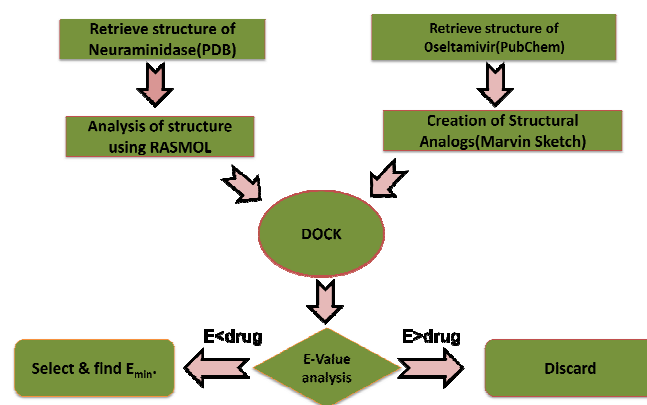 Retrieve structure of
Neuraminidase(PDB)
Retrieve structure of
Oseltamivir(PubChem)
Analysis of structure
using RASMOL
Creation of Structural
Analogs(Marvin Sketch)
DOCK
E<drug
E>drug
E-Value
analysis
Select & find Emin.
Discard